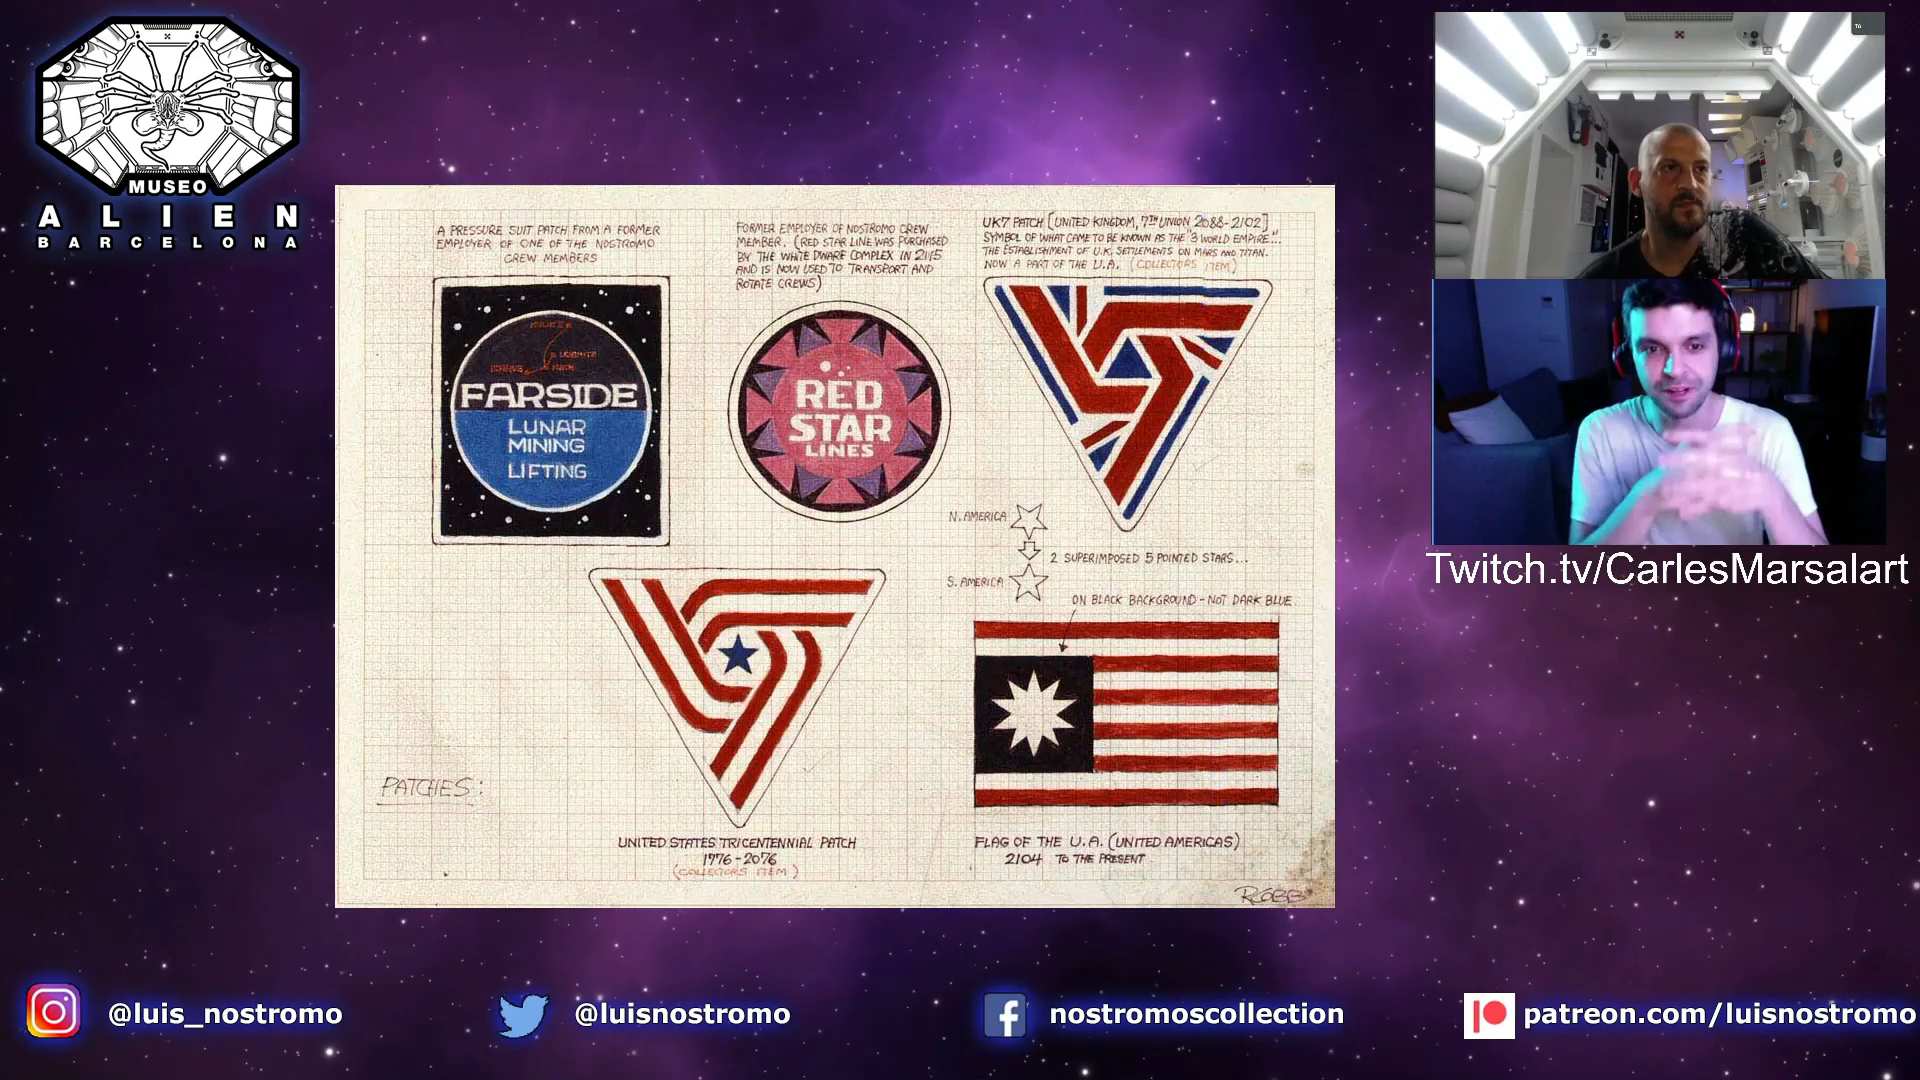 MUSEO
ALIEN
BARCELONA
A PRESSURE SUIT PATCH FROM A FORMER
EMPLOYER OF ONE OF THE NOSTROMO
CREW MEMBERS
FARSIDE
LUNAR
MINING
LIFTING
FORMER EMPLOYER OF NOSTROMO CREW
MEMBER. (RED STAR LINE WAS PURCHASED
BY THE WHITE DWARF COMPLEX IN 2115
AND IS NOW USED TO TRANSPORT AND
ROTATE CREWS)
RED
STAR
LINES
UK7 PATCH [UNITED KINGDOM, 7TH UNION 2088-2102]
SYMBOL OF WHAT CAME TO BE KNOWN AS THE "3 WORLD EMPIRE"...
THE ESTABLISHMENT OF U.K. SETTLEMENTS ON MARS AND TITAN.
NOW A PART OF THE U.A. (COLLECTORS ITEM)
N. AMERICA
2 SUPERIMPOSED 5 POINTED STARS...
S. AMERICA
ON BLACK BACKGROUND - NOT DARK BLUE
PATCHES:
UNITED STATES TRICENTENNIAL PATCH
1776-2076
(COLLECTORS ITEM)
FLAG OF THE U.A. (UNITED AMERICAS)
2104 TO THE PRESENT
RCOBB
Twitch.tv/CarlesMarsalart
@luis_nostromo
@luisnostromo
nostromoscollection
patreon.com/luisnostromo